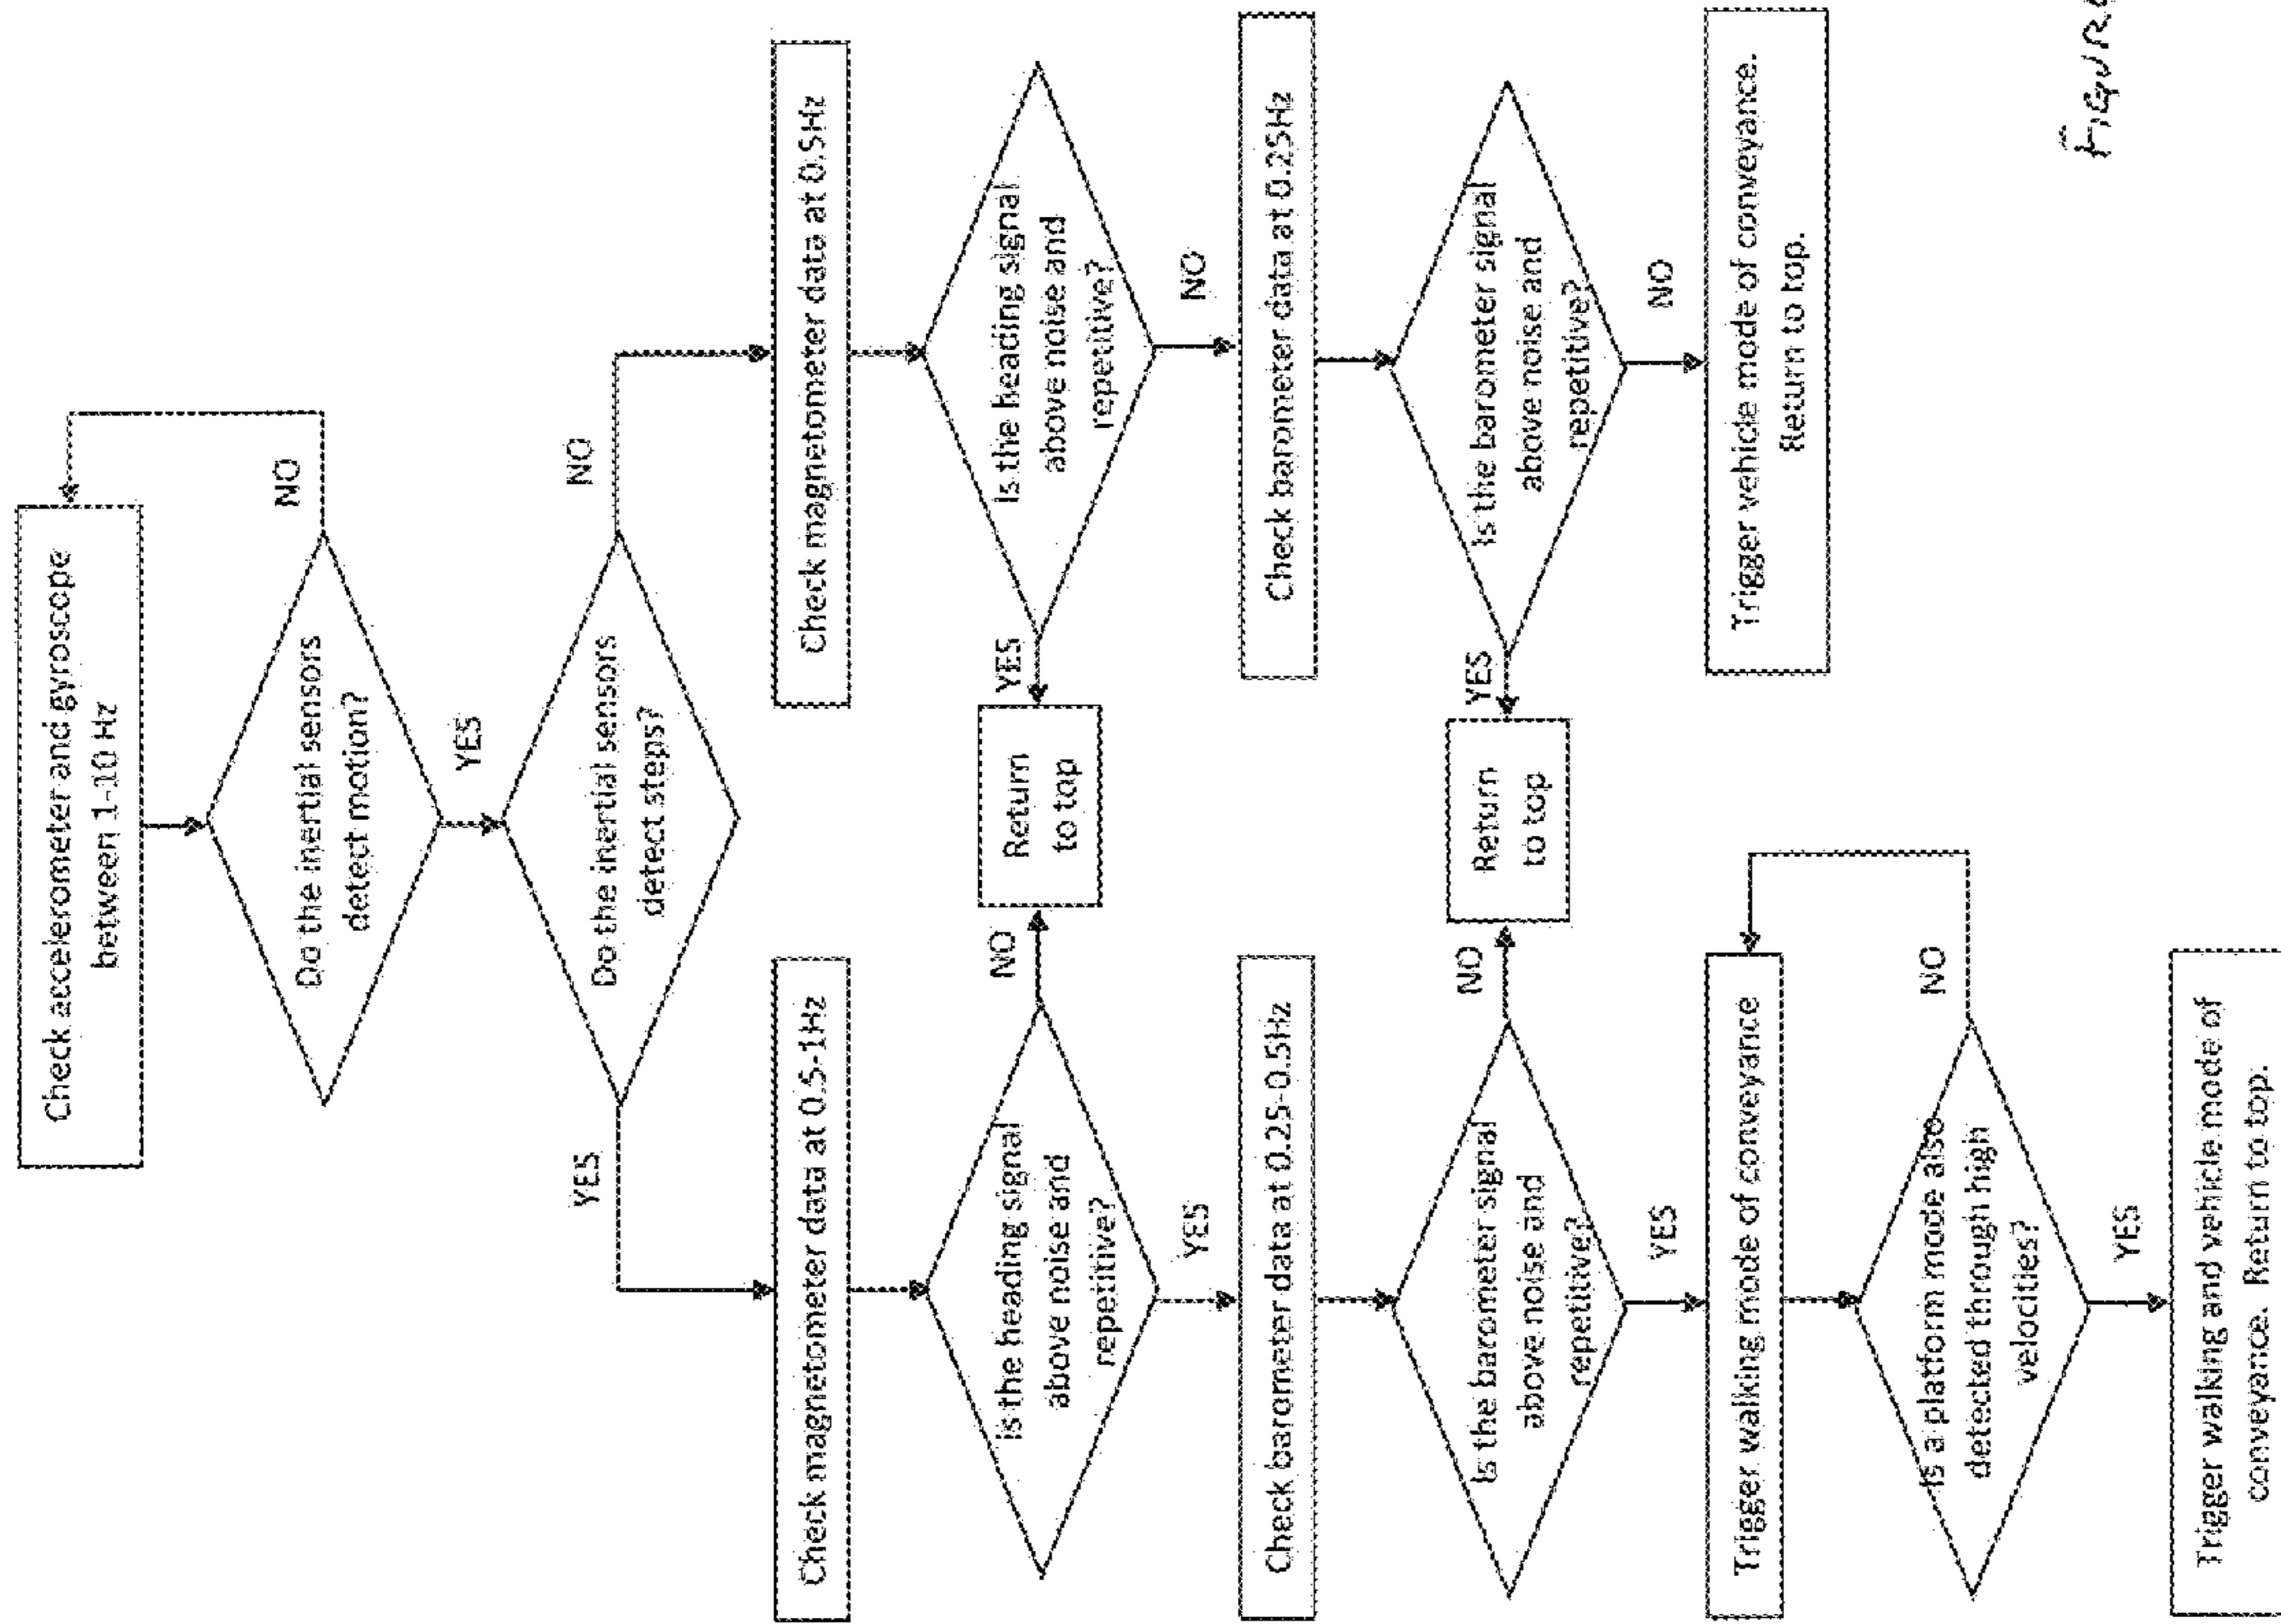 Check accelerometer and gyroscope
between 1-10 Hz
Do the inertial sensors
detect motion?
NO
YES
Do the inertial sensors
detect steps?
YES
NO
Check magnetometer data at 0.5-1Hz
Check magnetometer data at 0.5Hz
Is the heading signal
above noise and
repetitive?
NO
Return
to top
YES
Is the heading signal
above noise and
repetitive?
YES
NO
Check barometer data at 0.25-0.5Hz
Check barometer data at 0.25Hz
Is the barometer signal
above noise and
repetitive?
NO
Return
to top
YES
Is the barometer signal
above noise and
repetitive?
YES
NO
Trigger walking mode of conveyance
Trigger vehicle mode of conveyance.
Return to top.
Is a platform mode also
detected through high
velocities?
NO
YES
Trigger walking and vehicle mode of
conveyance. Return to top.